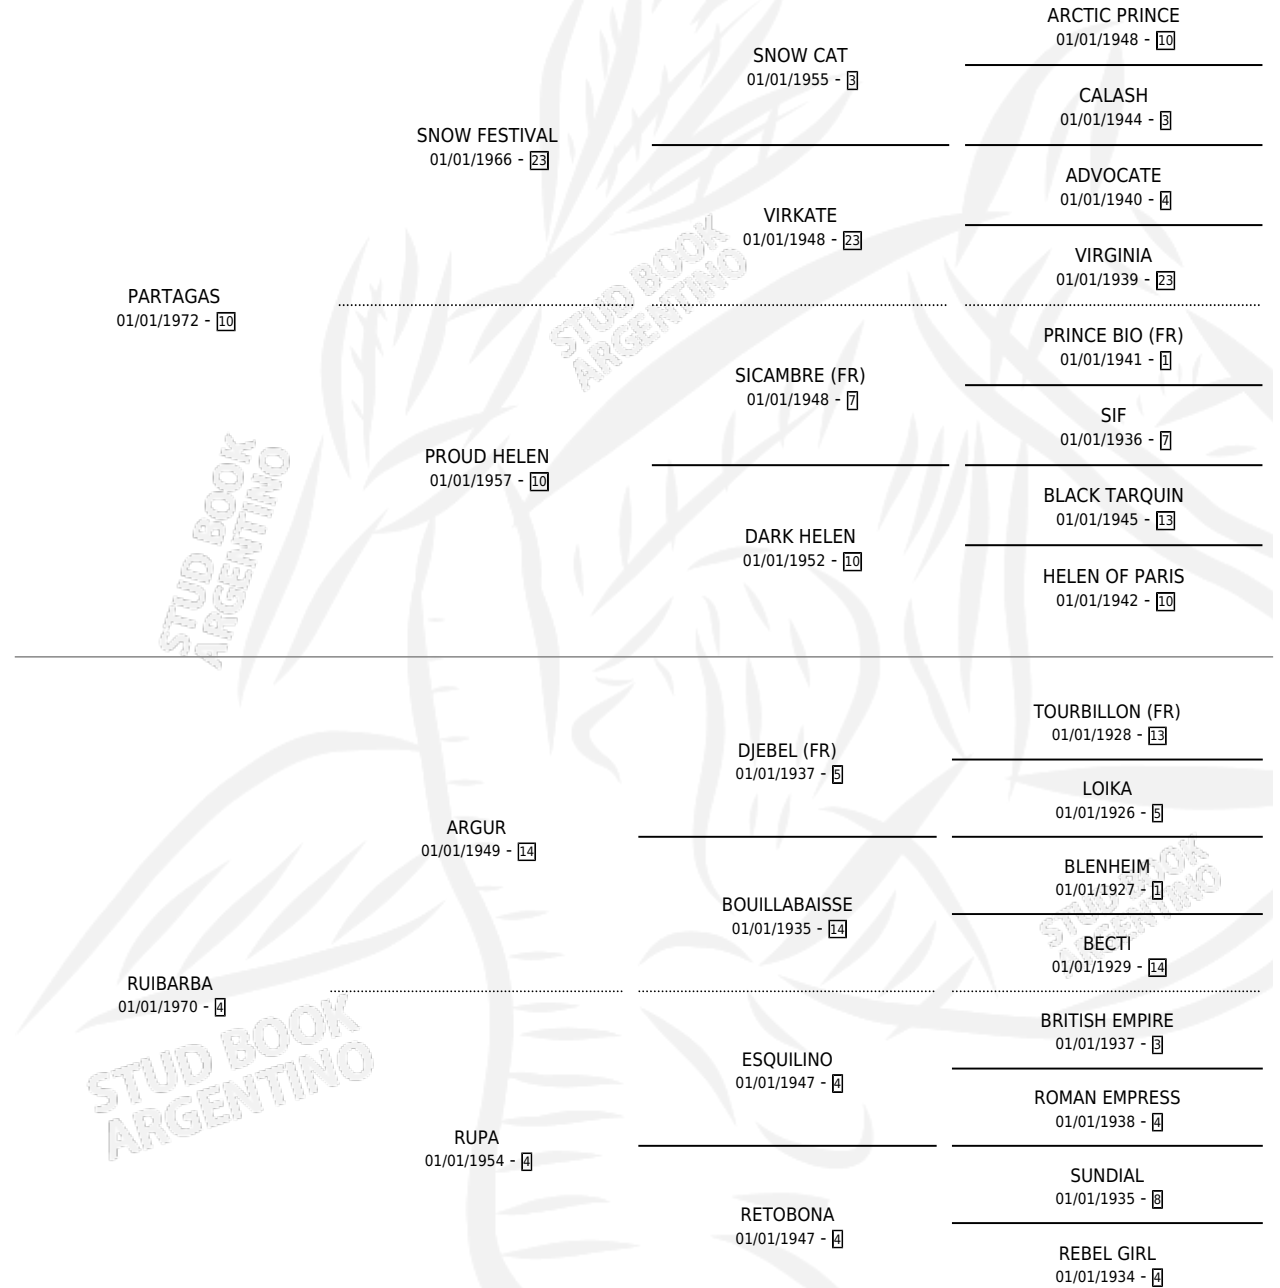 ARCTIC PRINCE
01/01/1948 - 10
SNOW CAT
01/01/1955 - 3
CALASH
01/01/1944 - 3
SNOW FESTIVAL
01/01/1966 - 23
ADVOCATE
01/01/1940 - 4
VIRKATE
01/01/1948 - 23
VIRGINIA
01/01/1939 - 23
PARTAGAS
01/01/1972 - 10
PRINCE BIO (FR)
01/01/1941 - 1
SICAMBRE (FR)
01/01/1948 - 7
SIF
01/01/1936 - 7
PROUD HELEN
01/01/1957 - 10
BLACK TARQUIN
01/01/1945 - 13
DARK HELEN
01/01/1952 - 10
HELEN OF PARIS
01/01/1942 - 10
TOURBILLON (FR)
01/01/1928 - 13
DJEBEL (FR)
01/01/1937 - 5
LOIKA
01/01/1926 - 5
ARGUR
01/01/1949 - 14
BLENHEIM
01/01/1927 - 1
BOUILLABAISSE
01/01/1935 - 14
BECTI
01/01/1929 - 14
RUIBARBA
01/01/1970 - 4
BRITISH EMPIRE
01/01/1937 - 3
ESQUILINO
01/01/1947 - 4
ROMAN EMPRESS
01/01/1938 - 4
RUPA
01/01/1954 - 4
SUNDIAL
01/01/1935 - 8
RETOBONA
01/01/1947 - 4
REBEL GIRL
01/01/1934 - 4
STUD BOOK
ARGENTINO
STUD BOOK
ARGENTINO
STUD BOOK
ARGENTINO
STUD BOOK
ARGENTINO